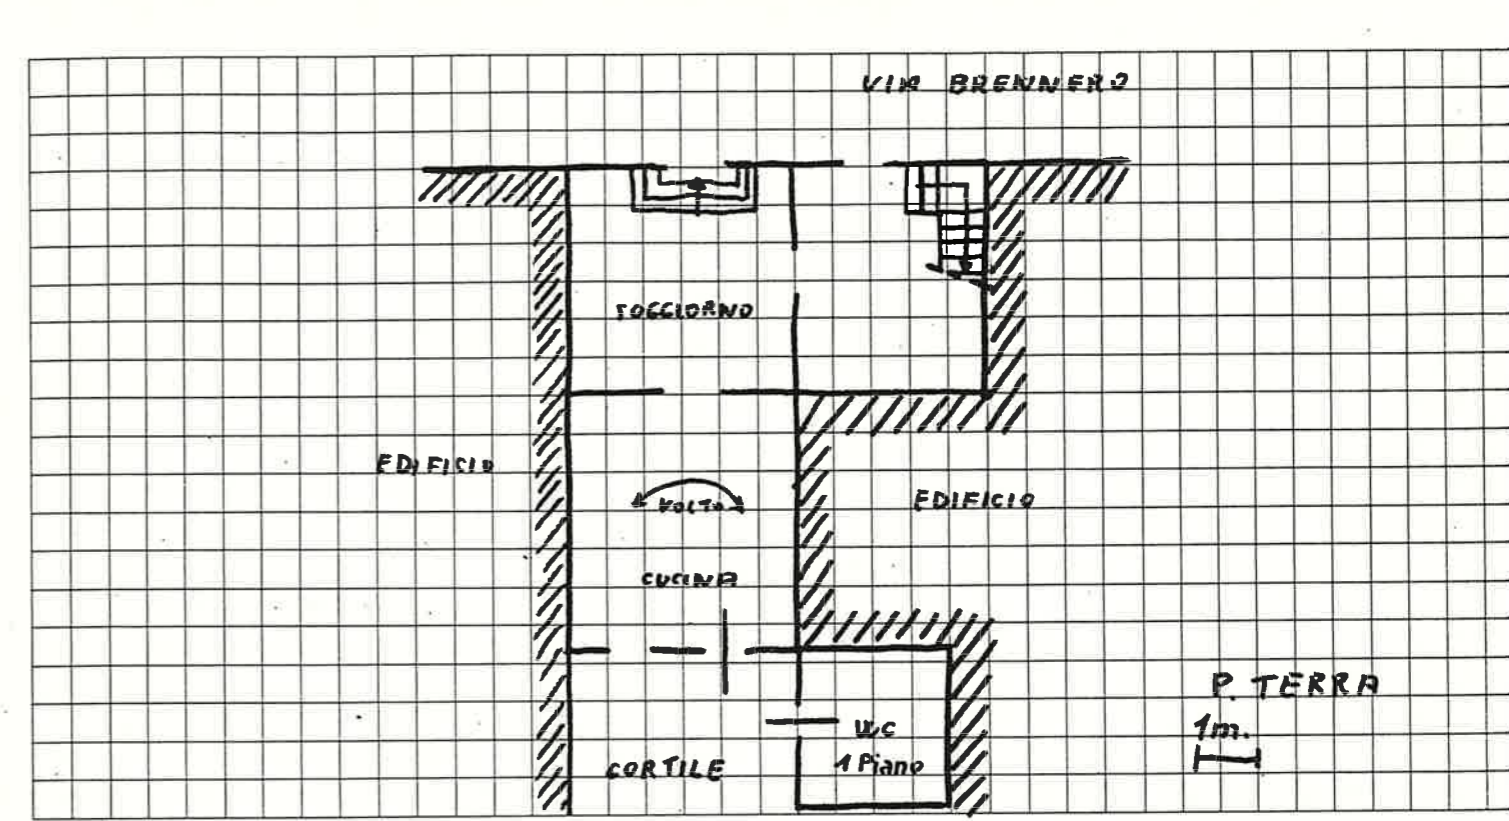 VIA BRENNERO
SOGGIORNO
EDIFICIO
VOLTO
EDIFICIO
CUCINA
P. TERRA
1m.
WC
1 Piano
CORTILE